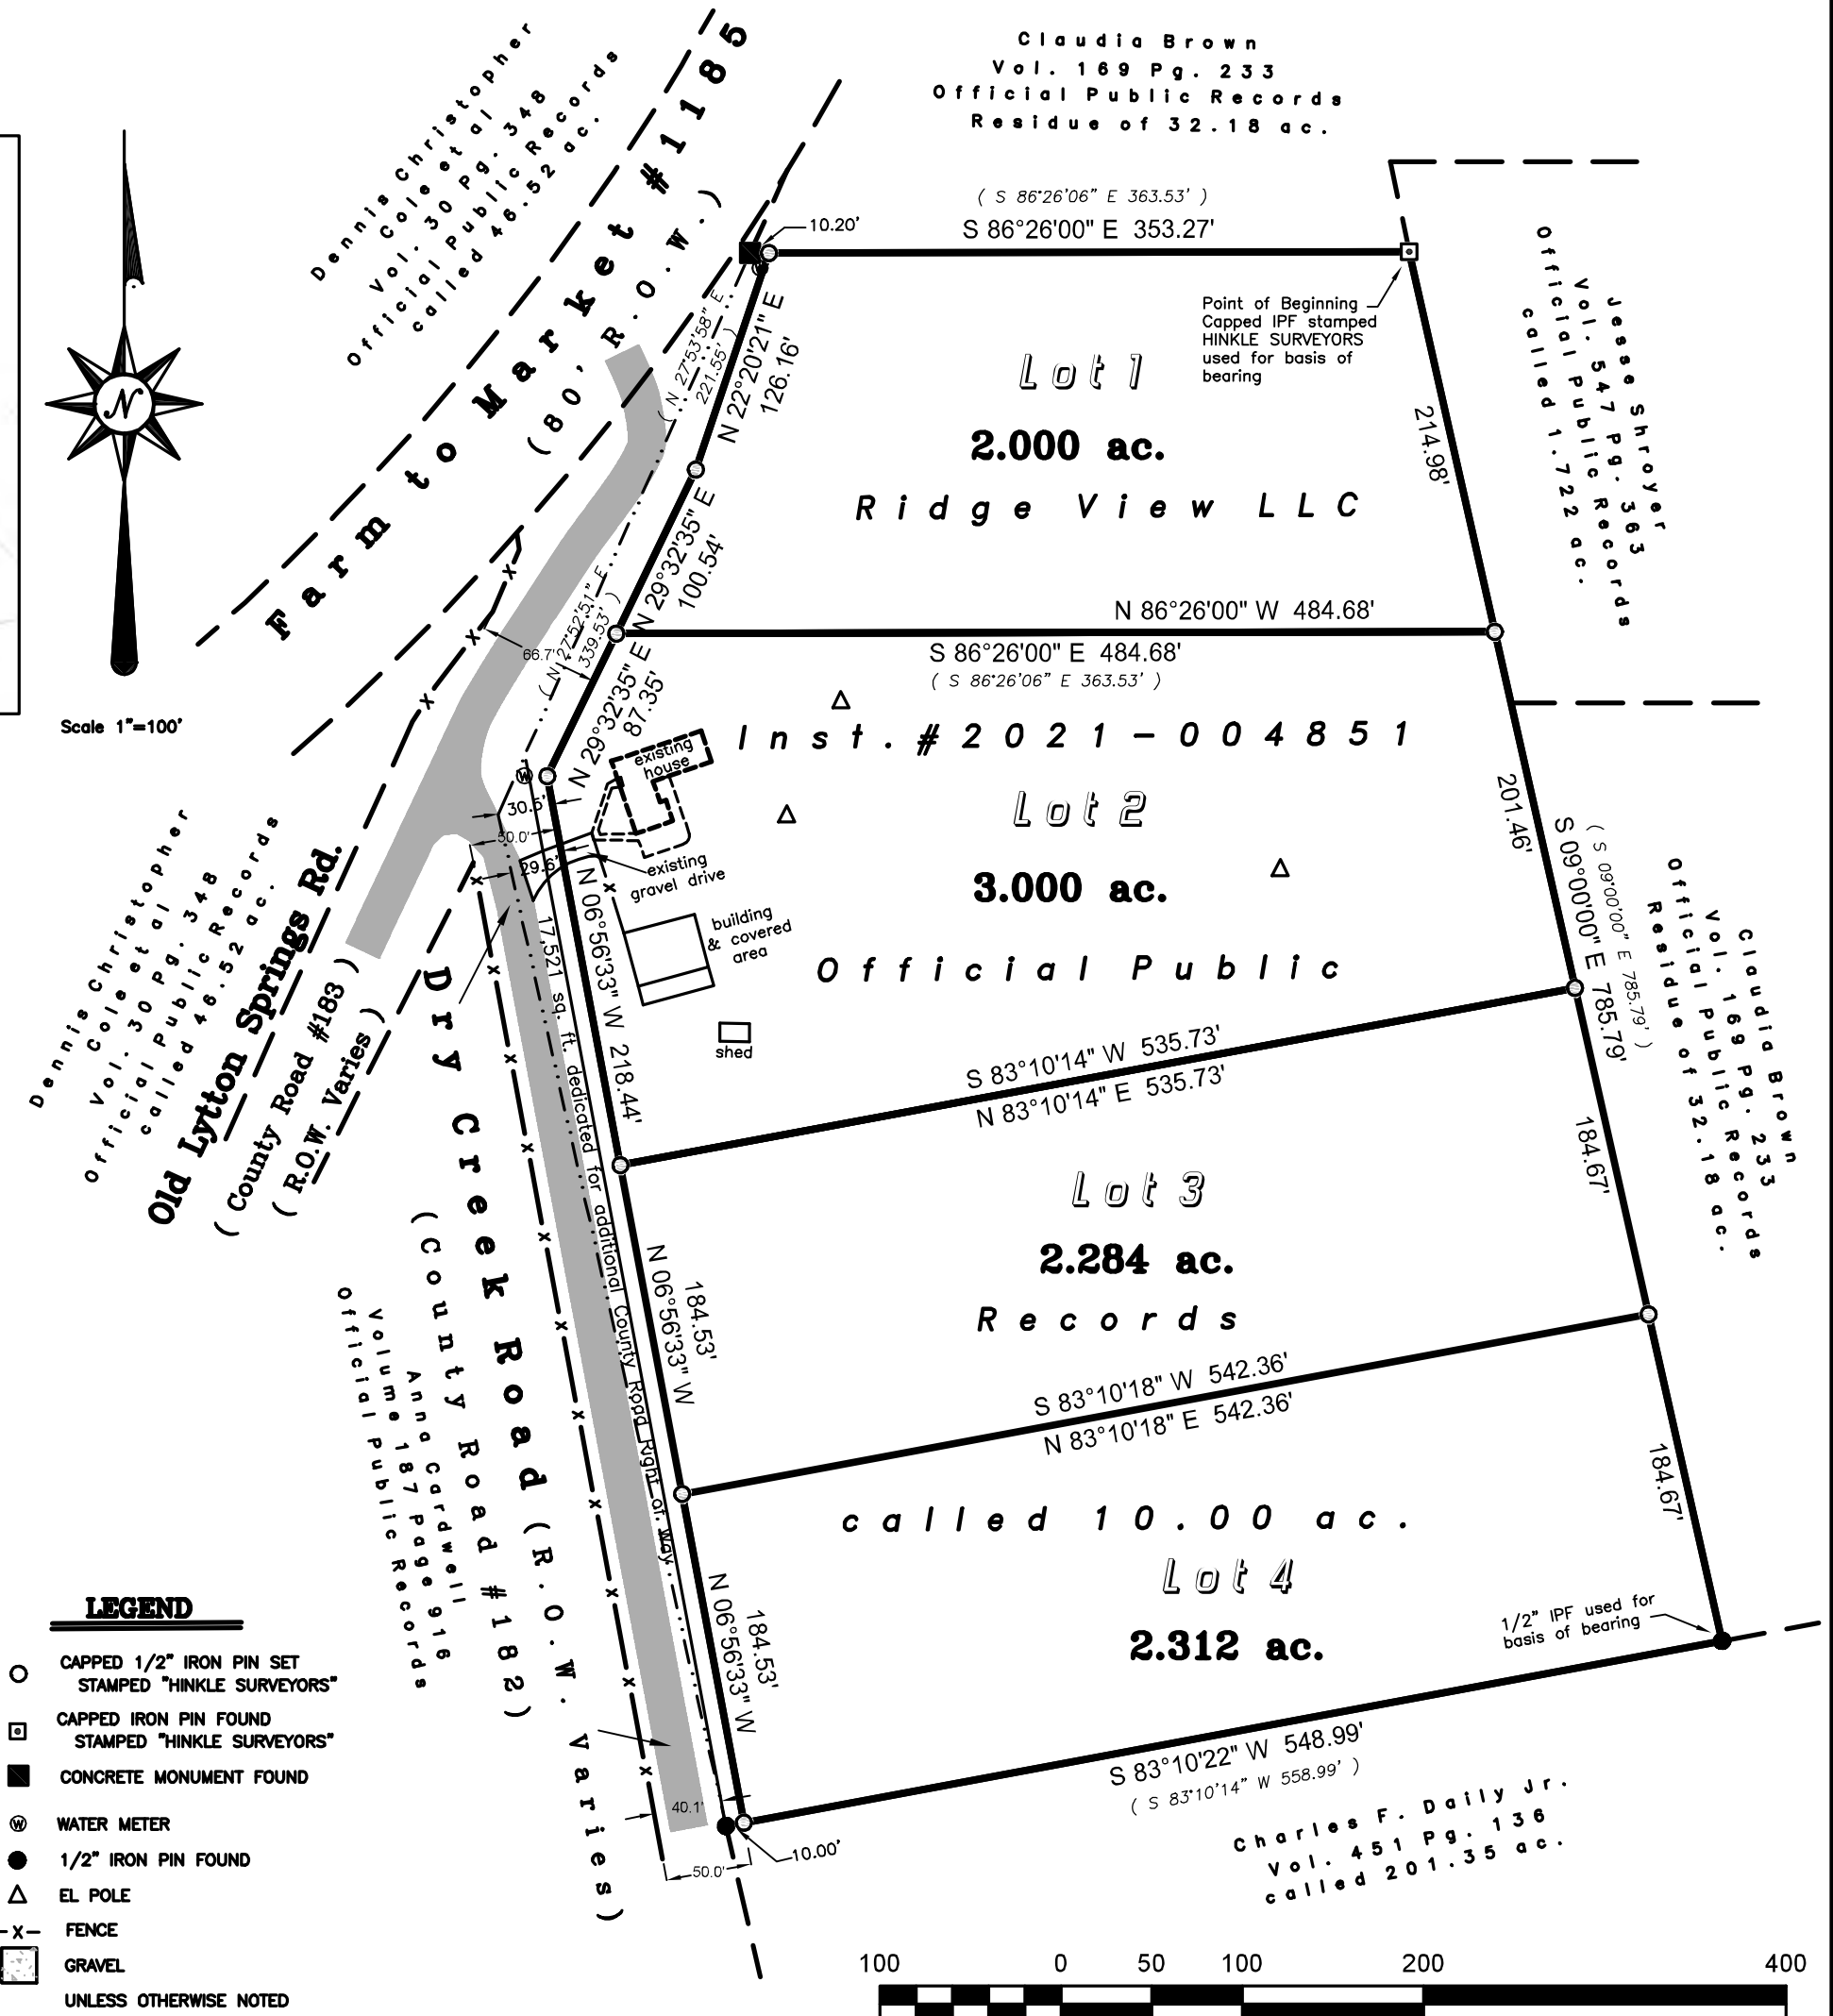 Claudia Brown
Vol. 169 Pg. 233
Official Public Records
Residue of 32.18 ac.
Dennis Christopher
Cole et al
Vol. 30 Pg. 348
Official Public Records
called 46.52 ac.
Farm to Market #1185
(80' R.O.W.)
( S 86°26'06" E 363.53' )
S 86°26'00" E 353.27'
10.20'
Point of Beginning
Capped IPF stamped
HINKLE SURVEYORS
used for basis of
bearing
Jesse Shroyer
Vol. 547 Pg. 363
Official Public Records
called 1.722 ac.
( N 27°53'58" E
221.55' )
N 22°20'21" E
126.16'
Lot 1
2.000 ac.
Ridge View LLC
214.98'
N
Scale 1"=100'
N 29°32'35" E
100.54'
( N 27°52'51" E
339.53' )
66.7'
N 86°26'00" W 484.68'
S 86°26'00" E 484.68'
( S 86°26'06" E 363.53' )
N 29°32'35" E
87.35'
Inst.#2021-004851
existing
house
W
30.5'
50.0'
29.6'
existing
gravel drive
building
& covered
area
shed
Lot 2
3.000 ac.
Official Public
201.46'
S 09°00'00" E 785.79'
( S 09°00'00" E 785.79' )
Claudia Brown
Vol. 169 Pg. 233
Official Public Records
Residue of 32.18 ac.
Dennis Christopher
Cole et al
Vol. 30 Pg. 348
Official Public Records
called 46.52 ac.
Old Lytton Springs Rd.
( County Road #183 )
( R.O.W. Varies )
Dry Creek Road (R.O.W. Varies)
(County Road #182)
17,521 sq. ft. dedicated for additional County Road Right of Way
N 06°56'33" W 218.44'
S 83°10'14" W 535.73'
N 83°10'14" E 535.73'
Lot 3
2.284 ac.
Records
184.67'
N 06°56'33" W
184.53'
Anna Cardwell
Volume 187 Page 916
Official Public Records
S 83°10'18" W 542.36'
N 83°10'18" E 542.36'
called 10.00 ac.
Lot 4
2.312 ac.
184.67'
1/2" IPF used for
basis of bearing
N 06°56'33" W
184.53'
S 83°10'22" W 548.99'
( S 83°10'14" W 558.99' )
40.1'
10.00'
50.0'
Charles F. Daily Jr.
Vol. 451 Pg. 136
called 201.35 ac.
LEGEND
CAPPED 1/2" IRON PIN SET
STAMPED "HINKLE SURVEYORS"
CAPPED IRON PIN FOUND
STAMPED "HINKLE SURVEYORS"
CONCRETE MONUMENT FOUND
W WATER METER
1/2" IRON PIN FOUND
EL POLE
-X- FENCE
GRAVEL
UNLESS OTHERWISE NOTED
100 0 50 100 200 400